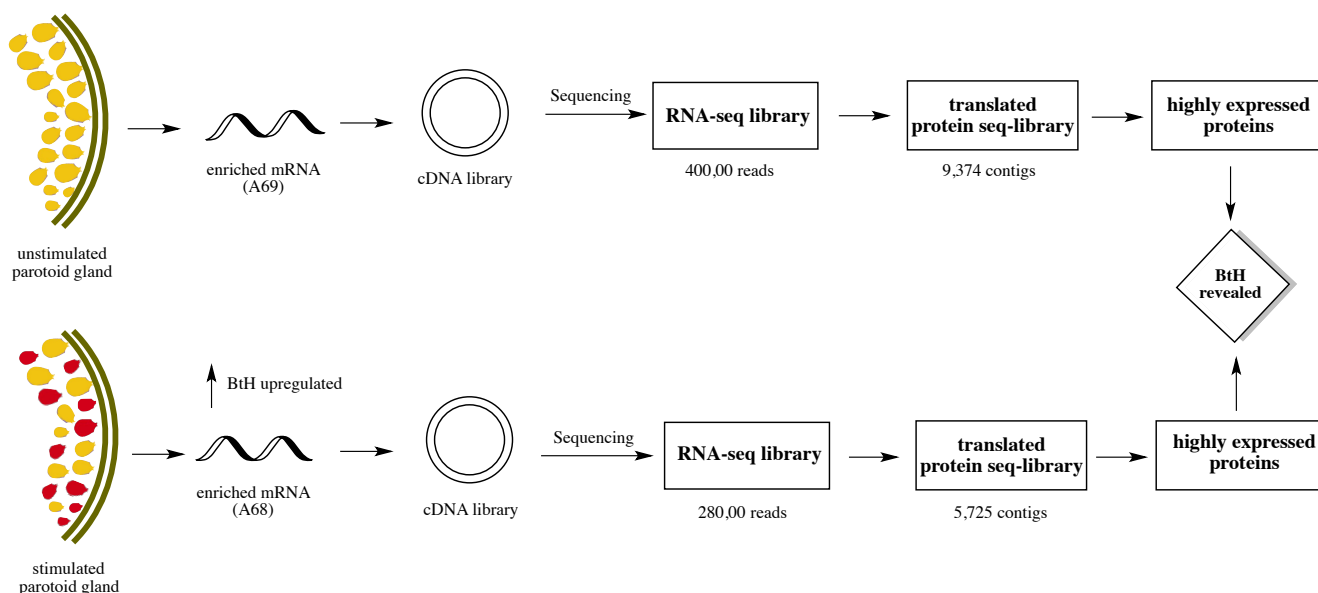 unstimulated
parotoid gland
enriched mRNA
(A69)
cDNA library
Sequencing
RNA-seq library
400,00 reads
translated
protein seq-library
9,374 contigs
highly expressed
proteins
BtH
revealed
stimulated
parotoid gland
BtH upregulated
enriched mRNA
(A68)
cDNA library
Sequencing
RNA-seq library
280,00 reads
translated
protein seq-library
5,725 contigs
highly expressed
proteins